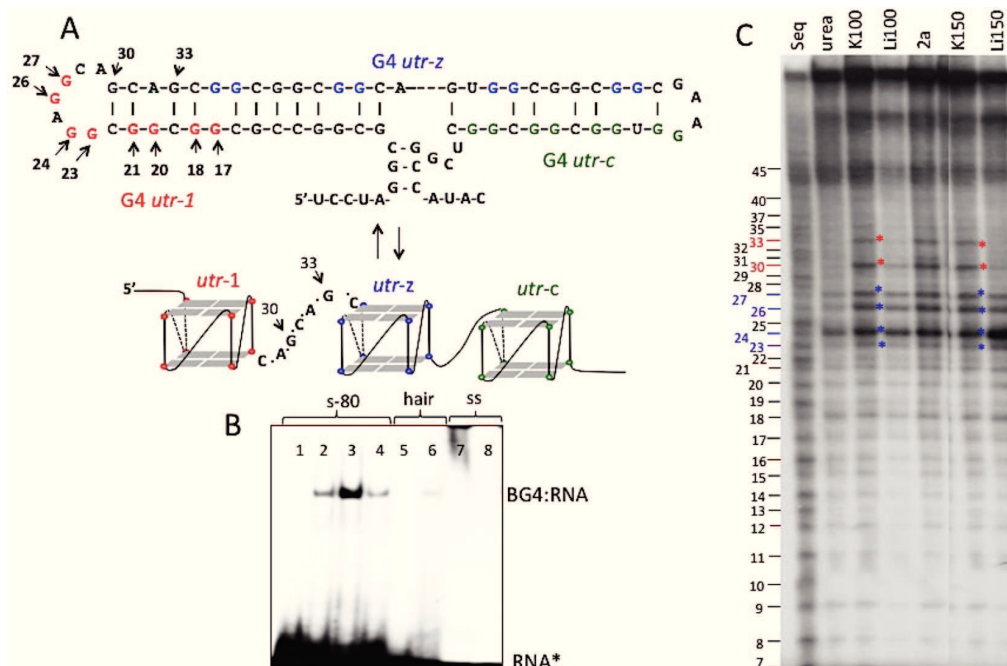 A
C
Seq
urea
K100
Li100
2a
K150
Li150
27
30
33
G4 utr-z
26
G C A
G-C-A-G-C-G-G-C-G-G-C-G-G-C-A----G-U-G-G-C-G-G-C-G-G-C
G
A
G
A
A
G G
C-G-G-C-G-G-C-G-C-C-G-G-C-G
C-G-G-C-G-G-C-G-G-U-G
G
24
23
21
20
18
17
G4 utr-1
G4 utr-c
C G G C U
G C G
5'-U-C-C-U-A-G C-A-U-A-C
5'
utr-1
33
30
C·A·G·C·A·G·C
utr-z
utr-c
B
s-80
hair
ss
1 2 3 4 5 6 7 8
BG4:RNA
RNA*
45
40
37
35
33
32
31
30
29
28
27
26
25
24
23
22
21
20
19
18
17
16
15
14
13
12
11
10
9
8
7